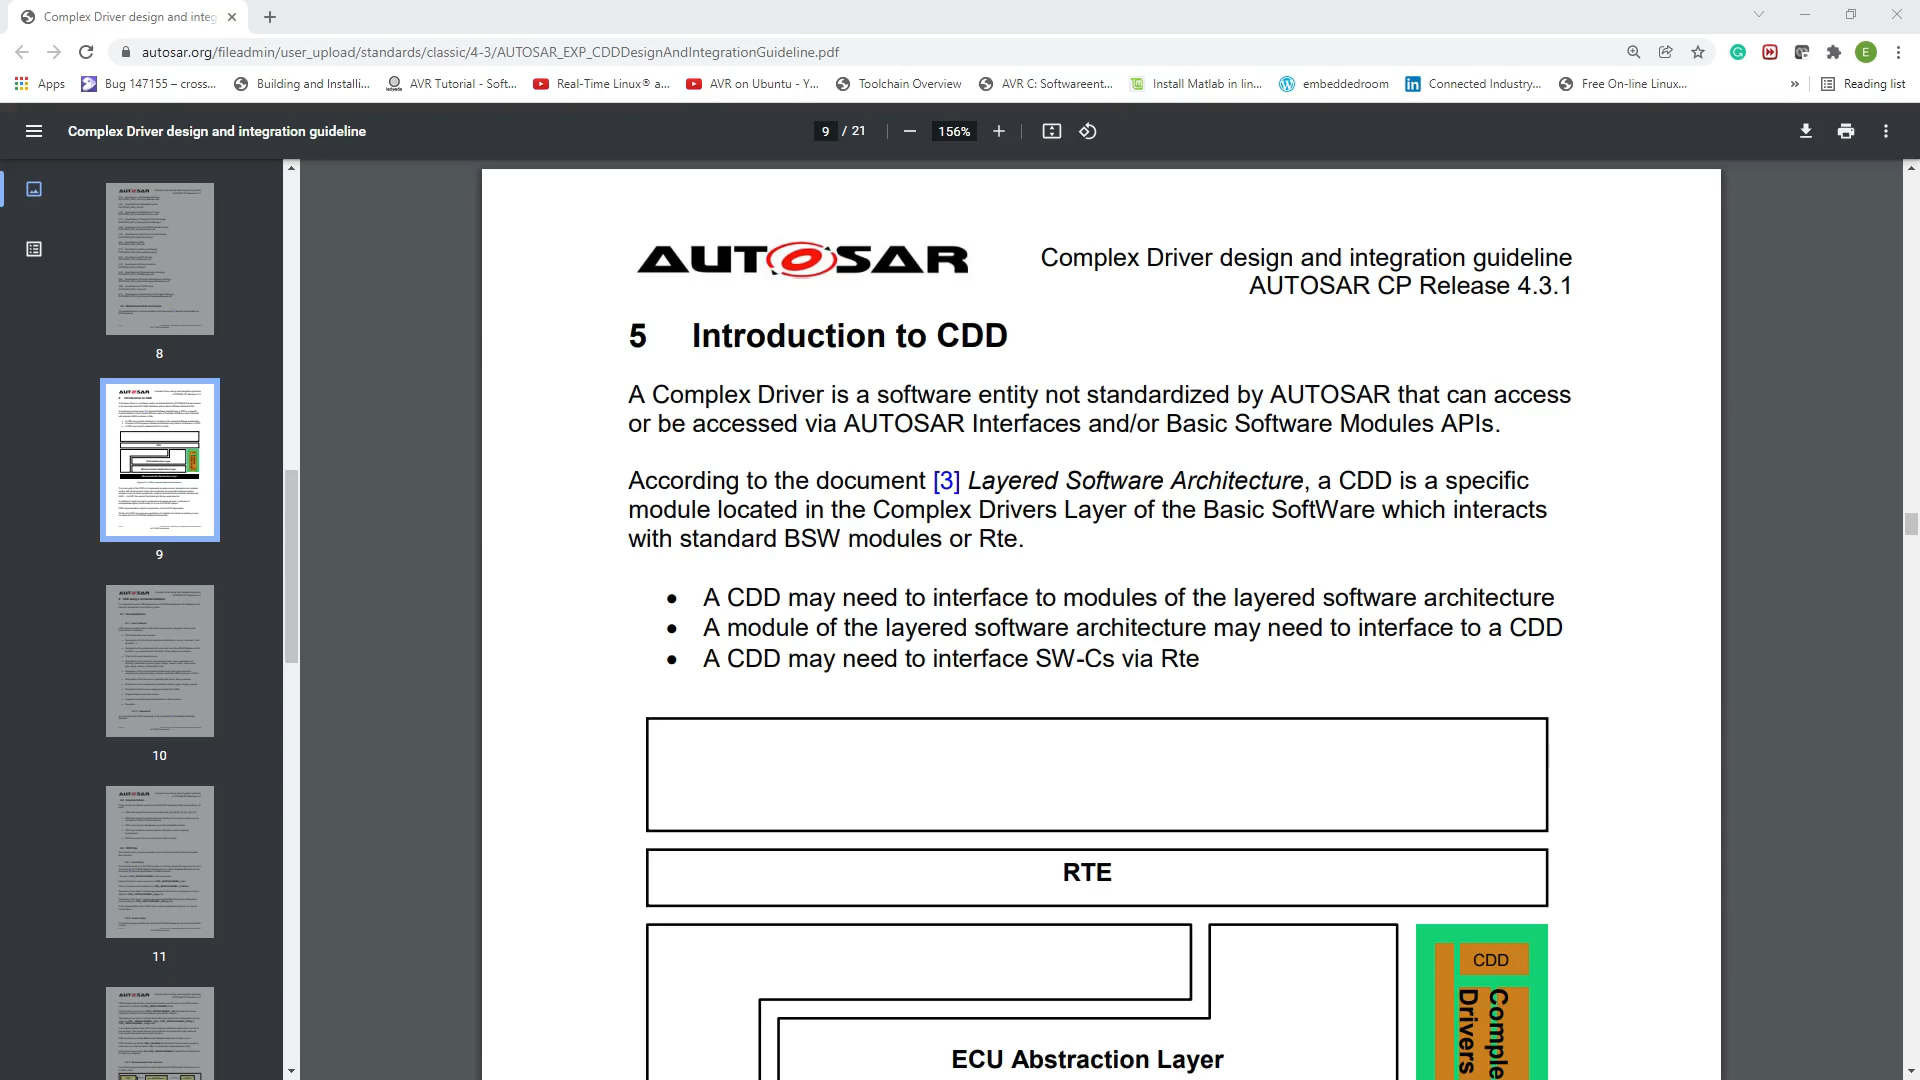 Complex Driver design and integ
autosar.org/fileadmin/user_upload/standards/classic/4-3/AUTOSAR_EXP_CDDDesignAndIntegrationGuideline.pdf
E
Apps
Bug 147155 – cross...
Building and Installi...
AVR Tutorial - Soft...
Real-Time Linux® a...
AVR on Ubuntu - Y...
Toolchain Overview
AVR C: Softwareent...
Install Matlab in lin...
embeddedroom
Connected Industry...
Free On-line Linux...
»
Reading list
Complex Driver design and integration guideline
9 / 21
156%
8
9
10
11
AUTOSAR
Complex Driver design and integration guideline
AUTOSAR CP Release 4.3.1
5 Introduction to CDD
A Complex Driver is a software entity not standardized by AUTOSAR that can access
or be accessed via AUTOSAR Interfaces and/or Basic Software Modules APIs.
According to the document [3] Layered Software Architecture, a CDD is a specific
module located in the Complex Drivers Layer of the Basic SoftWare which interacts
with standard BSW modules or Rte.
• A CDD may need to interface to modules of the layered software architecture
• A module of the layered software architecture may need to interface to a CDD
• A CDD may need to interface SW-Cs via Rte
RTE
CDD
Comple
Drivers
ECU Abstraction Layer